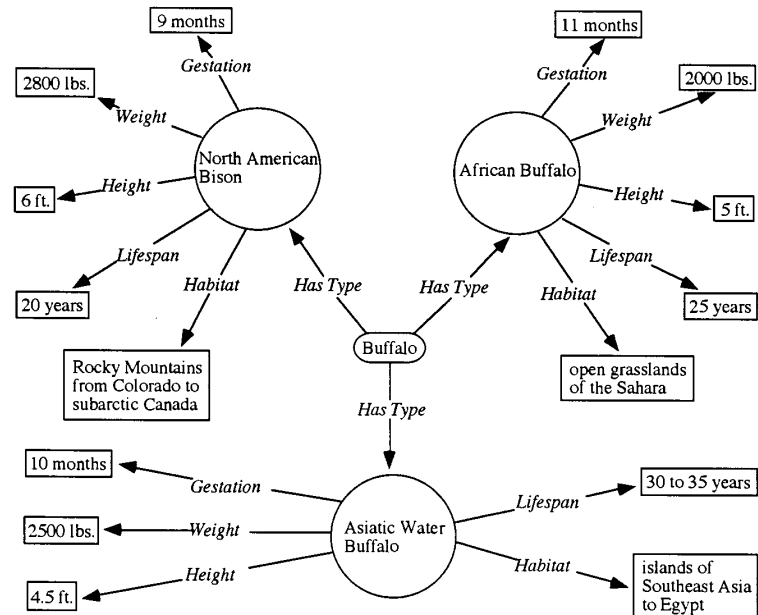 9 months
Gestation
2800 lbs.
Weight
North American
Bison
Height
6 ft.
Lifespan
20 years
Habitat
Rocky Mountains
from Colorado to
subarctic Canada
Has Type
11 months
Gestation
2000 lbs.
Weight
African Buffalo
Height
5 ft.
Lifespan
25 years
Habitat
open grasslands
of the Sahara
Has Type
Buffalo
Has Type
10 months
Gestation
2500 lbs.
Weight
Asiatic Water
Buffalo
Height
4.5 ft.
Lifespan
30 to 35 years
Habitat
islands of
Southeast Asia
to Egypt